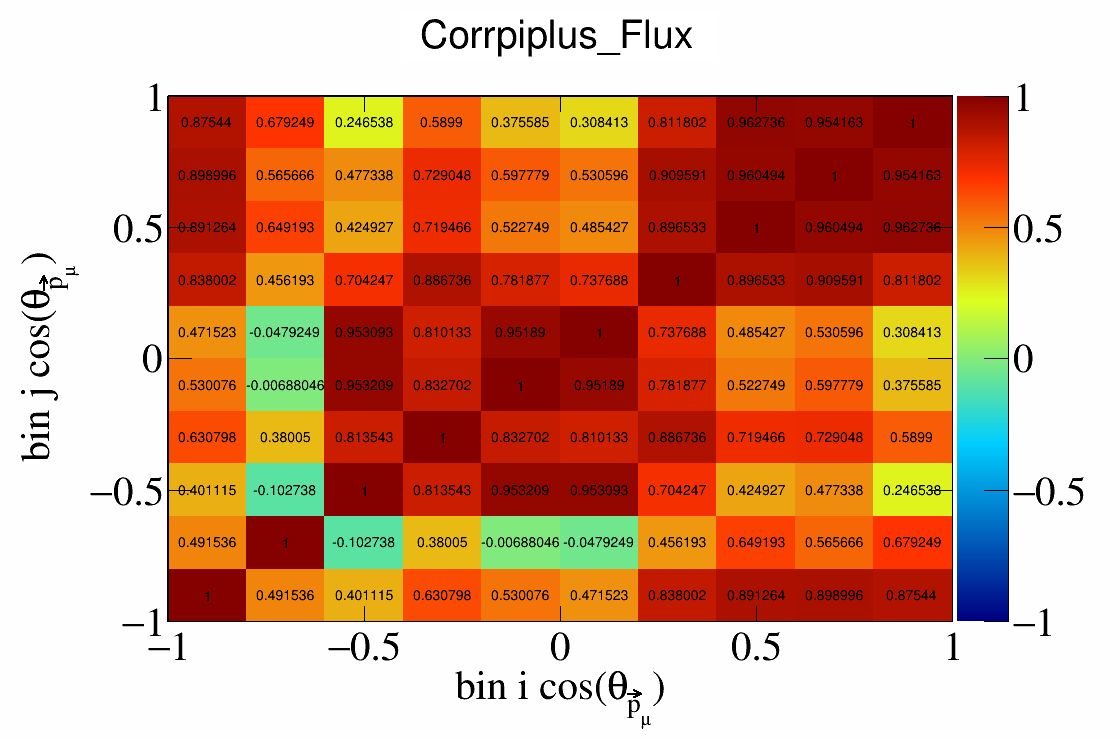 Corrpiplus_Flux
1
0.87544 0.679249 0.246538 0.5899 0.375585 0.308413 0.811802 0.962736 0.954163 1
1
0.898996 0.565666 0.477338 0.729048 0.597779 0.530596 0.909591 0.960494 1 0.954163
0.5
0.891264 0.649193 0.424927 0.719466 0.522749 0.485427 0.896533 1 0.960494 0.962736
0.5
0.838002 0.456193 0.704247 0.886736 0.781877 0.737688 1 0.896533 0.909591 0.811802
0.471523 -0.0479249 0.953093 0.810133 0.95189 1 0.737688 0.485427 0.530596 0.308413
0
0
0.530076 -0.00688046 0.953209 0.832702 1 0.95189 0.781877 0.522749 0.597779 0.375585
0.630798 0.38005 0.813543 1 0.832702 0.810133 0.886736 0.719466 0.729048 0.5899
−0.5
0.401115 -0.102738 1 0.813543 0.953209 0.953093 0.704247 0.424927 0.477338 0.246538
−0.5
0.491536 1 -0.102738 0.38005 -0.00688046 -0.0479249 0.456193 0.649193 0.565666 0.679249
1 0.491536 0.401115 0.630798 0.530076 0.471523 0.838002 0.891264 0.898996 0.87544
−1
−1
−1 −0.5 0 0.5 1
bin i cos(θp⃗μ)
bin j cos(θp⃗μ)